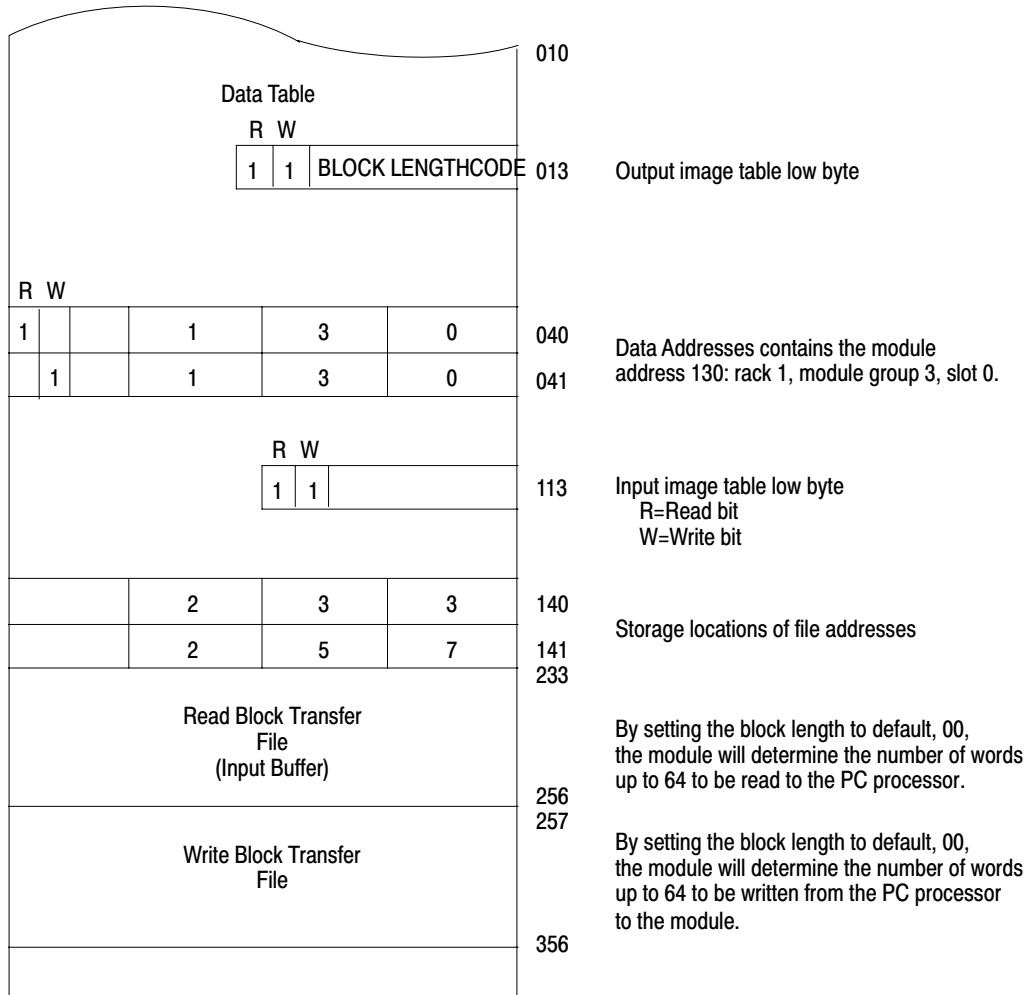 010
Data Table
R W
1 1 BLOCK LENGTHCODE 013 Output image table low byte
R W
1 1 3 0 040
Data Addresses contains the module
address 130: rack 1, module group 3, slot 0.
1 1 3 0 041
R W
1 1 113 Input image table low byte
R=Read bit
W=Write bit
2 3 3 140
Storage locations of file addresses
2 5 7 141
233
Read Block Transfer
File
(Input Buffer)
By setting the block length to default, 00,
the module will determine the number of words
up to 64 to be read to the PC processor.
256
257
Write Block Transfer
File
By setting the block length to default, 00,
the module will determine the number of words
up to 64 to be written from the PC processor
to the module.
356